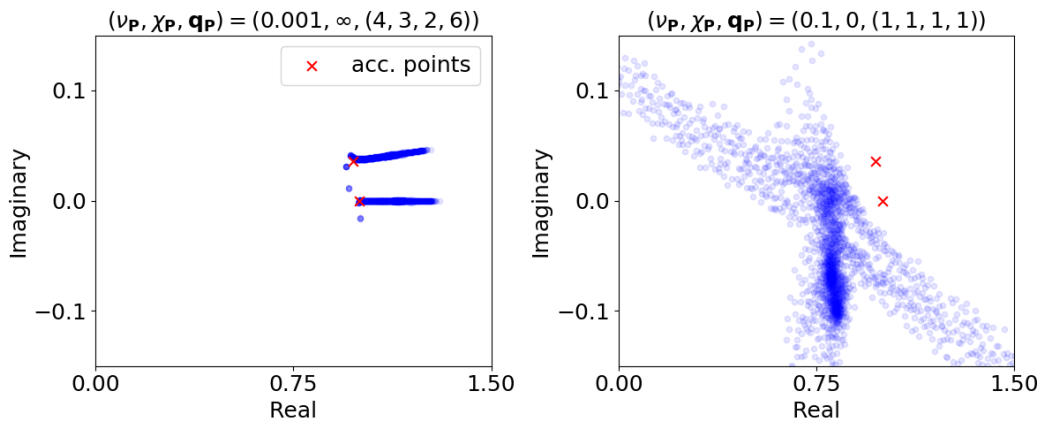 (ν_P, χ_P, q_P) = (0.001, ∞, (4, 3, 2, 6))
acc. points
0.1
0.0
−0.1
Imaginary
0.00
0.75
1.50
Real
(ν_P, χ_P, q_P) = (0.1, 0, (1, 1, 1, 1))
0.1
0.0
−0.1
Imaginary
0.00
0.75
1.50
Real